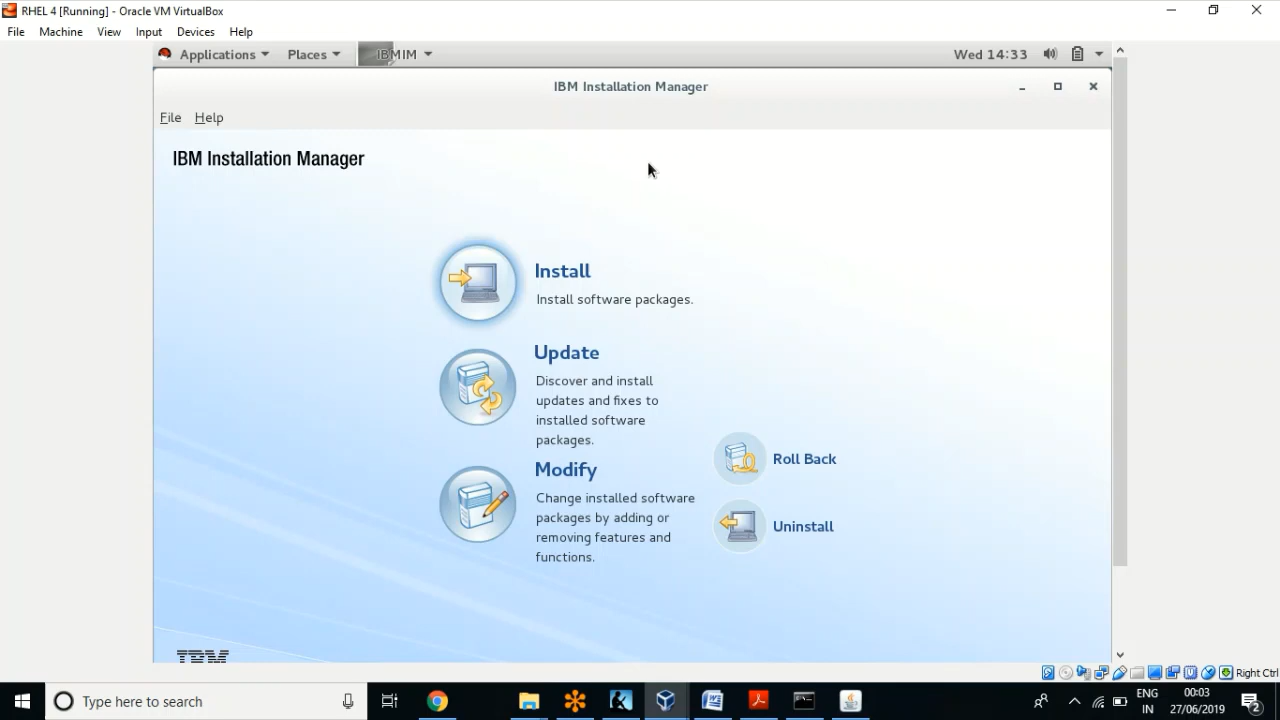 RHEL 4 [Running] - Oracle VM VirtualBox
File Machine View Input Devices Help
Applications Places IBMIM Wed 14:33
IBM Installation Manager
File Help
IBM Installation Manager
Install
Install software packages.
Update
Discover and install
updates and fixes to
installed software
packages.
Roll Back
Modify
Change installed software
packages by adding or
removing features and
functions.
Uninstall
IBM
Right Ctrl
Type here to search
ENG
IN
00:03
27/06/2019
2